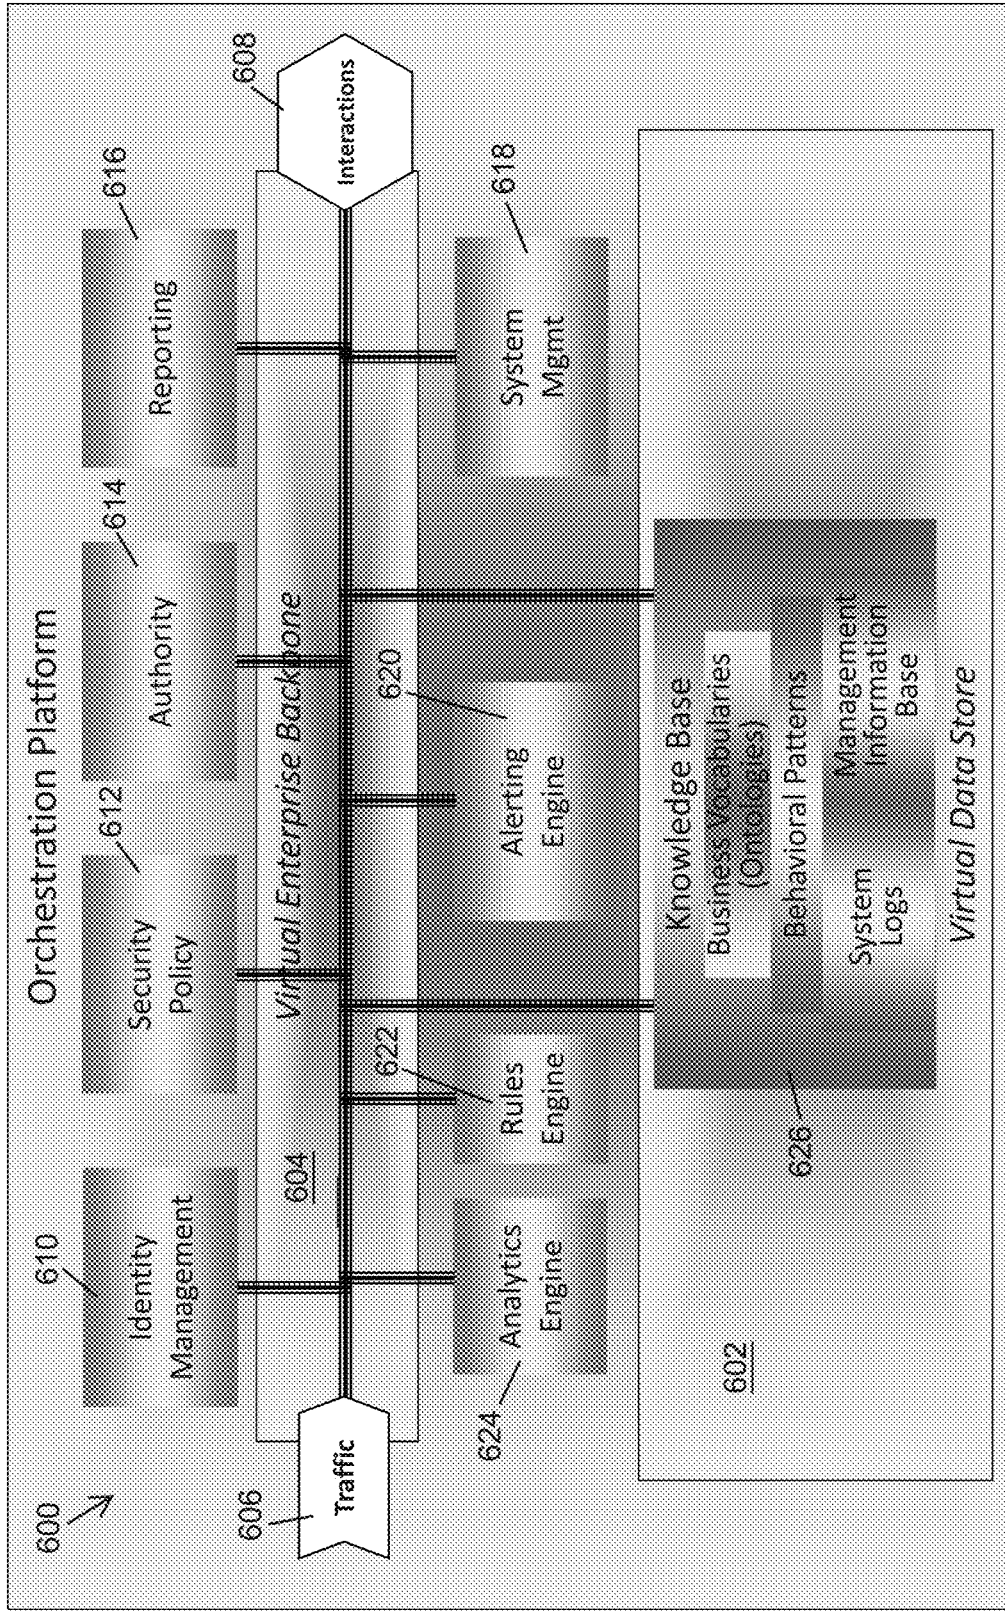 600
Orchestration Platform
610
Identity
Management
612
Security
Policy
614
Authority
616
Reporting
606
Traffic
604
Virtual Enterprise Backbone
608
Interactions
624
Analytics
Engine
622
Rules
Engine
620
Alerting
Engine
618
System
Mgmt
602
626
Knowledge Base
Business Vocabularies
(Ontologies)
Behavioral Patterns
System
Logs
Management
Information
Base
Virtual Data Store